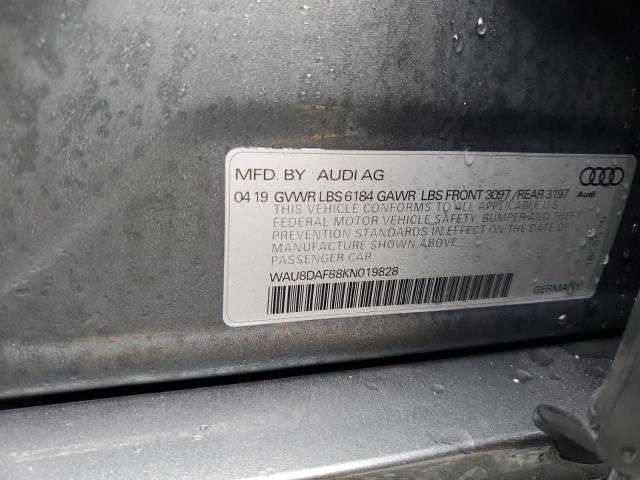 MFD. BY AUDI AG
04 19 GVWR LBS 6184 GAWR LBS FRONT 3097 / REAR 3197
Audi
THIS VEHICLE CONFORMS TO ALL APPLICABLE
FEDERAL MOTOR VEHICLE SAFETY, BUMPER AND THEFT
PREVENTION STANDARDS IN EFFECT ON THE DATE OF
MANUFACTURE SHOWN ABOVE.
PASSENGER CAR
WAU8DAF88KN019828
GERMANY